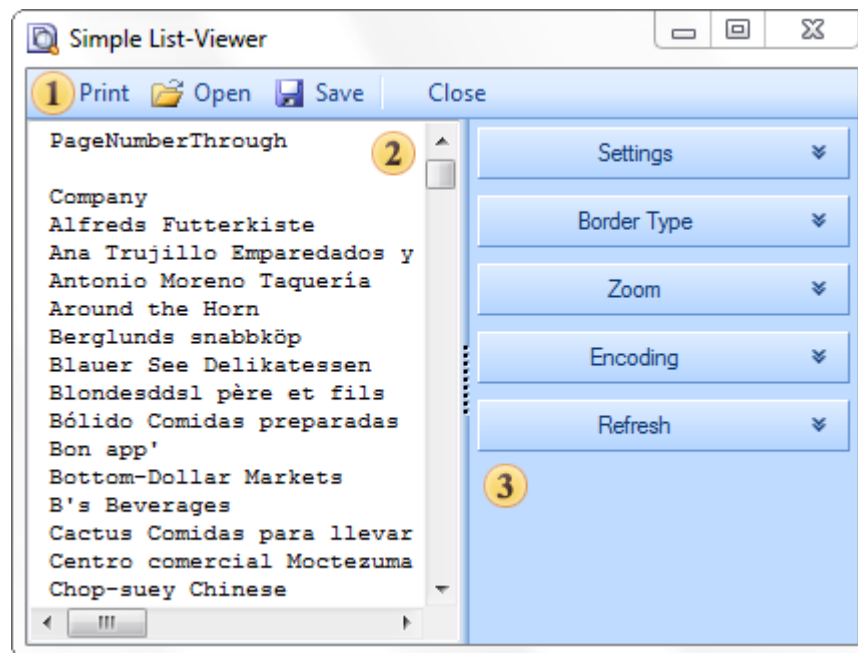 Simple List-Viewer
1 Print Open Save Close
PageNumberThrough
2
Company
Alfreds Futterkiste
Ana Trujillo Emparedados y
Antonio Moreno Taquería
Around the Horn
Berglunds snabbköp
Blauer See Delikatessen
Blondesddsl père et fils
Bólido Comidas preparadas
Bon app'
Bottom-Dollar Markets
B's Beverages
Cactus Comidas para llevar
Centro comercial Moctezuma
Chop-suey Chinese
Settings
Border Type
Zoom
Encoding
Refresh
3